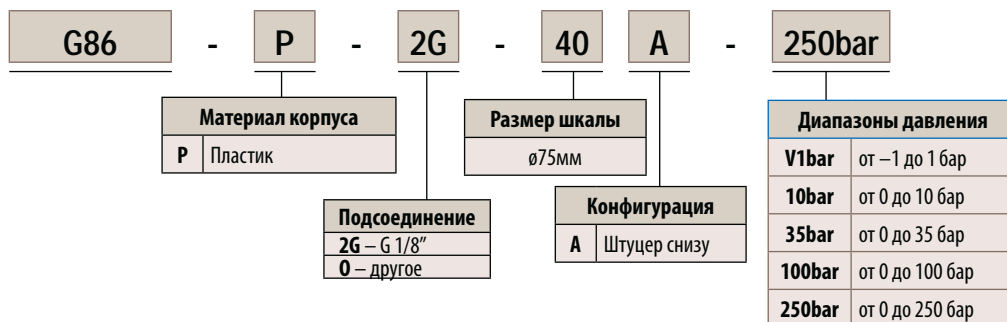 G86 - P - 2G - 40 A - 250bar
Материал корпуса
P Пластик
Размер шкалы
ø75мм
Диапазоны давления
V1bar от –1 до 1 бар
10bar от 0 до 10 бар
35bar от 0 до 35 бар
100bar от 0 до 100 бар
250bar от 0 до 250 бар
Подсоединение
2G – G 1/8”
O – другое
Конфигурация
A Штуцер снизу